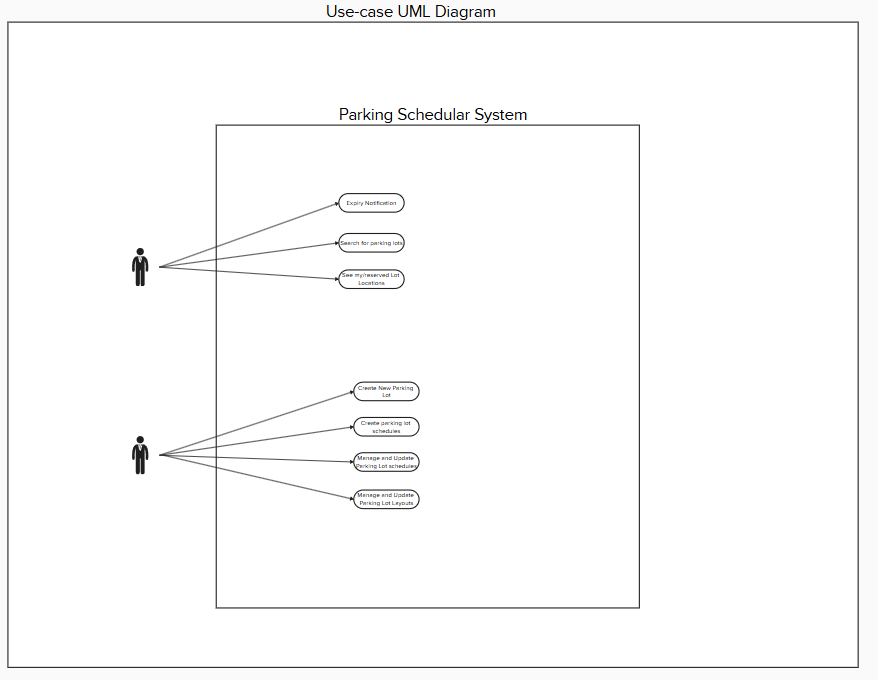 Use-case UML Diagram
Parking Schedular System
Expiry Notification
Search for parking lots
See my/reserved Lot
Locations
Create New Parking
Lot
Create parking lot
schedules
Manage and Update
Parking Lot schedules
Manage and Update
Parking Lot Layouts